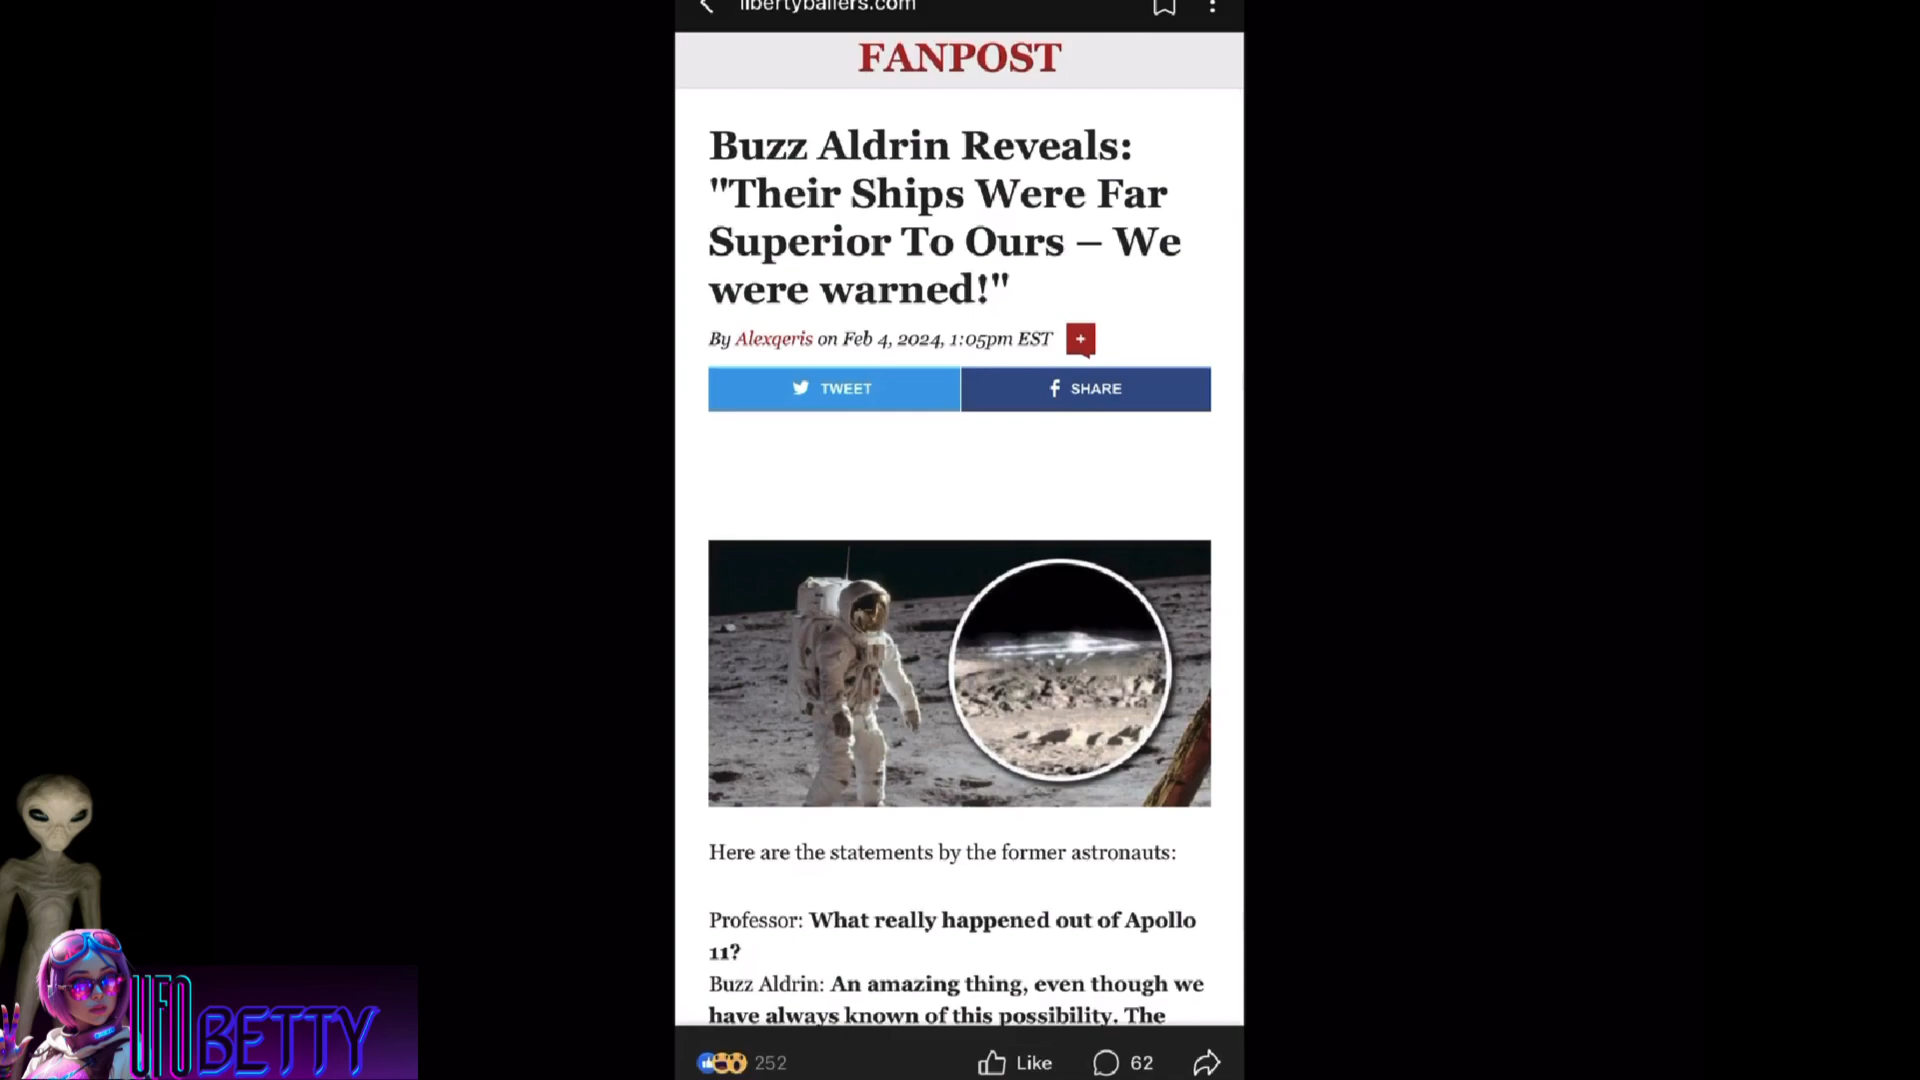 libertyballers.com
FANPOST
Buzz Aldrin Reveals:
"Their Ships Were Far
Superior To Ours – We
were warned!"
By Alexqeris on Feb 4, 2024, 1:05pm EST +
TWEET SHARE
Here are the statements by the former astronauts:
Professor: What really happened out of Apollo
11?
Buzz Aldrin: An amazing thing, even though we
have always known of this possibility. The
252 Like 62
UFO BETTY